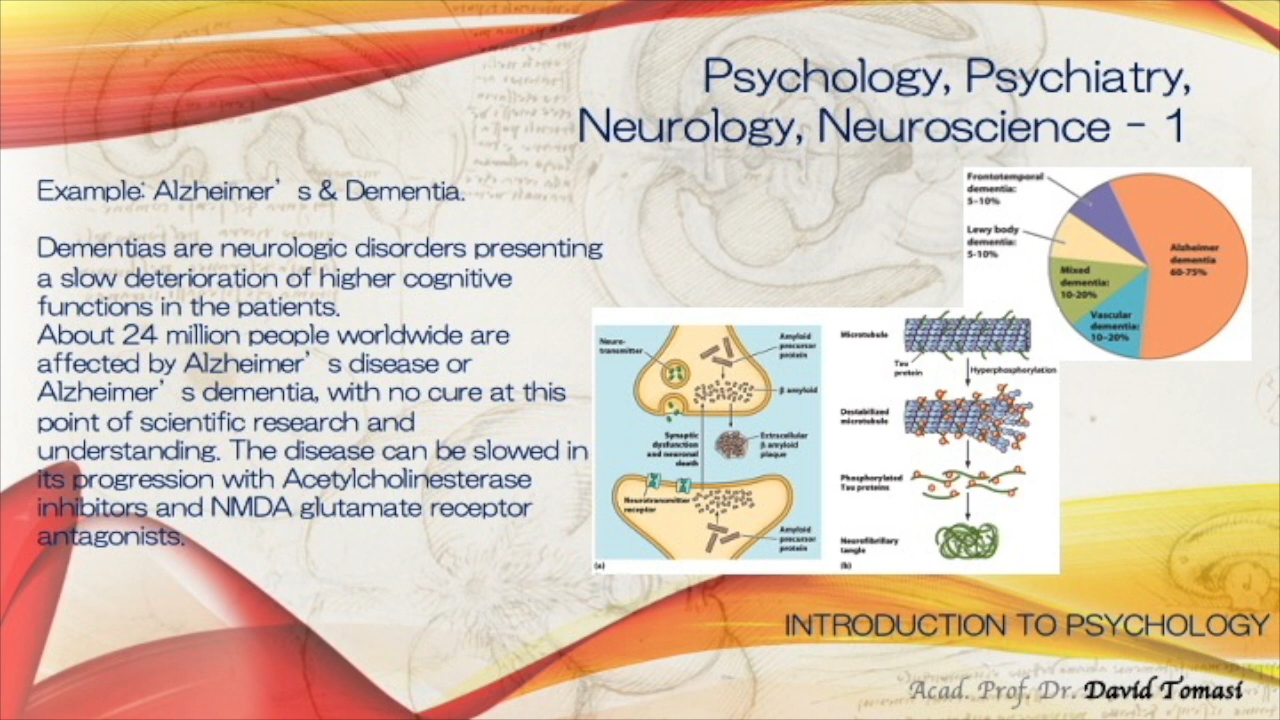 Psychology, Psychiatry,
Neurology, Neuroscience - 1
Example: Alzheimer’s & Dementia.
Dementias are neurologic disorders presenting
a slow deterioration of higher cognitive
functions in the patients.
About 24 million people worldwide are
affected by Alzheimer’s disease or
Alzheimer’s dementia, with no cure at this
point of scientific research and
understanding. The disease can be slowed in
its progression with Acetylcholinesterase
inhibitors and NMDA glutamate receptor
antagonists.
Frontotemporal
dementia:
5-10%
Lewy body
dementia:
5-10%
Mixed
dementia:
10-20%
Vascular
dementia:
10-20%
Alzheimer
dementia
60-75%
Neuro-
transmitter
Amyloid
precursor
protein
β amyloid
Synaptic
dysfunction
and neuronal
death
Extracellular
β amyloid
plaque
Neurotransmitter
receptor
Amyloid
precursor
protein
(a)
Microtubule
Tau
protein
Hyperphosphorylation
Destabilized
microtubule
Phosphorylated
Tau proteins
Neurofibrillary
tangle
(b)
INTRODUCTION TO PSYCHOLOGY
Acad. Prof. Dr. David Tomasi